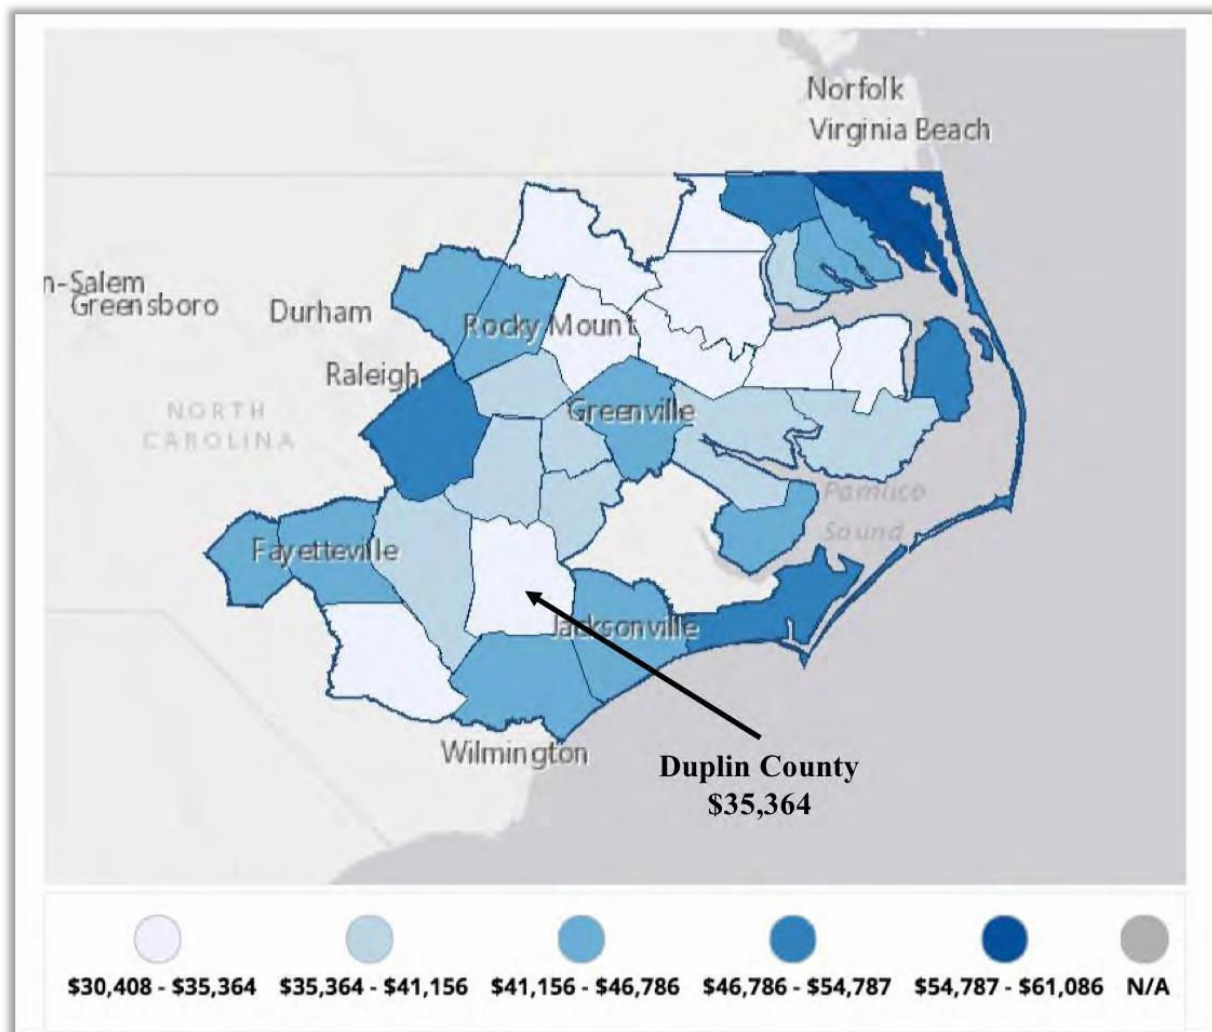 Norfolk
Virginia Beach
n-Salem
Greensboro
Durham
Rocky Mount
Raleigh
NORTH
CAROLINA
Greenville
Pamlico
Sound
Fayetteville
Jacksonville
Wilmington
Duplin County
$35,364
$30,408 - $35,364
$35,364 - $41,156
$41,156 - $46,786
$46,786 - $54,787
$54,787 - $61,086
N/A